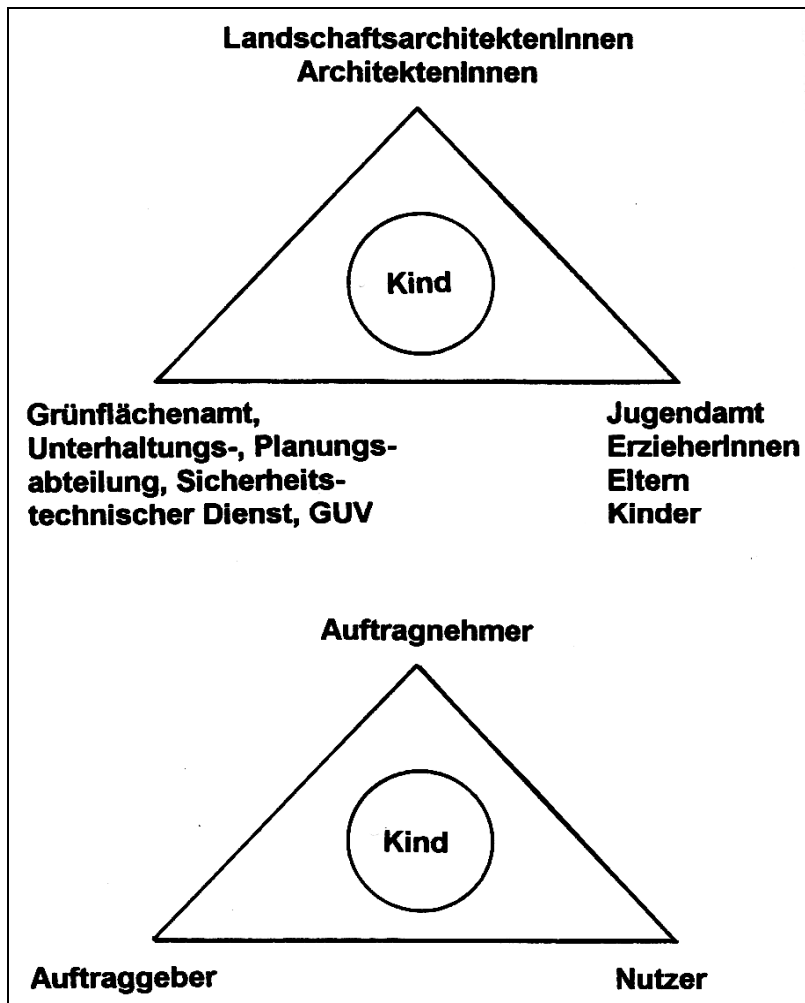 LandschaftsarchitektenInnen
ArchitektenInnen
Kind
Grünflächenamt,
Unterhaltungs-, Planungs-
abteilung, Sicherheits-
technischer Dienst, GUV
Jugendamt
ErzieherInnen
Eltern
Kinder
Auftragnehmer
Kind
Auftraggeber
Nutzer